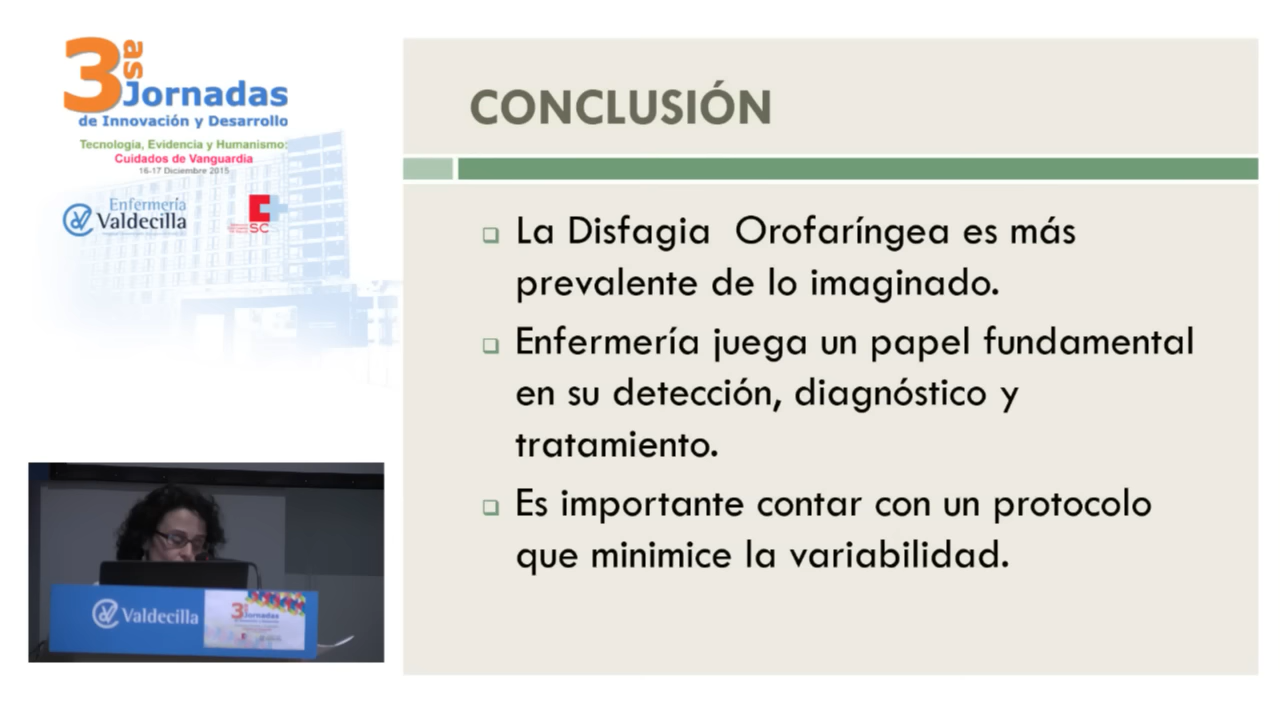 3as
Jornadas
de Innovación y Desarrollo
Tecnología, Evidencia y Humanismo:
Cuidados de Vanguardia
16-17 Diciembre 2015
Enfermería
Valdecilla
SC
CONCLUSIÓN
La Disfagia Orofaríngea es más
prevalente de lo imaginado.
Enfermería juega un papel fundamental
en su detección, diagnóstico y
tratamiento.
Es importante contar con un protocolo
que minimice la variabilidad.
Valdecilla
3as
Jornadas